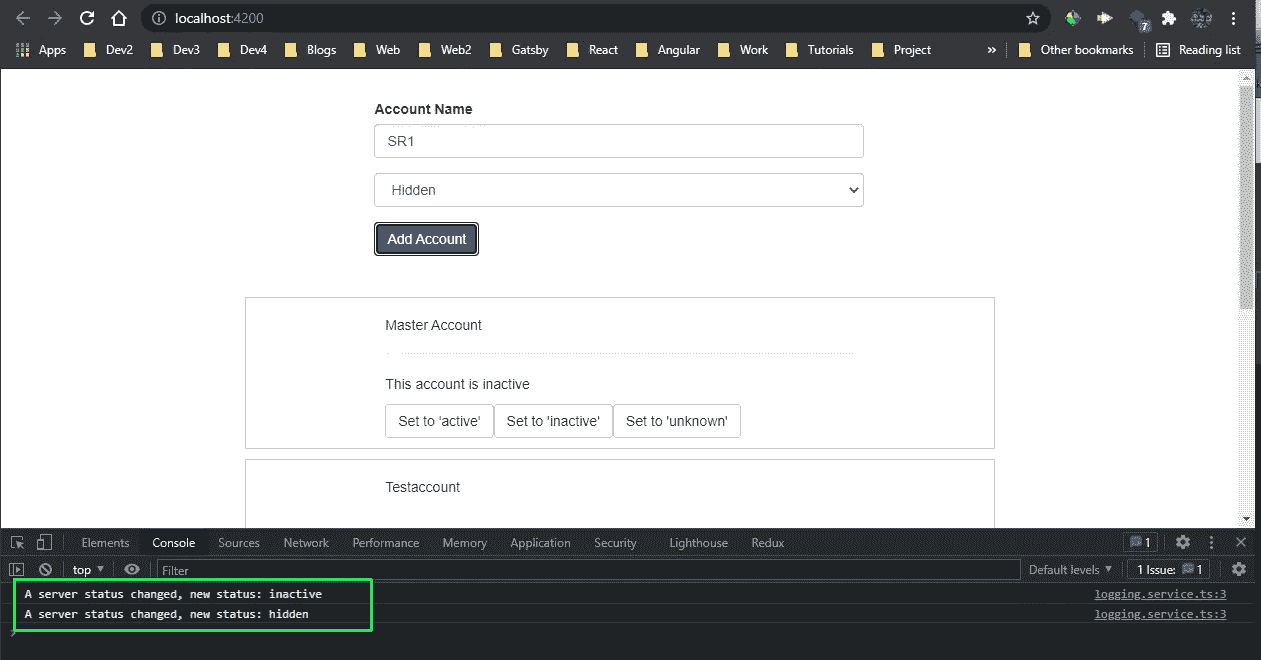 localhost:4200
7
Apps Dev2 Dev3 Dev4 Blogs Web Web2 Gatsby React Angular Work Tutorials Project » Other bookmarks Reading list
Account Name
SR1
Hidden
Add Account
Master Account
This account is inactive
Set to 'active' Set to 'inactive' Set to 'unknown'
Testaccount
Elements Console Sources Network Performance Memory Application Security Lighthouse Redux 1
top Filter Default levels 1 Issue: 1
A server status changed, new status: inactive logging.service.ts:3
A server status changed, new status: hidden logging.service.ts:3